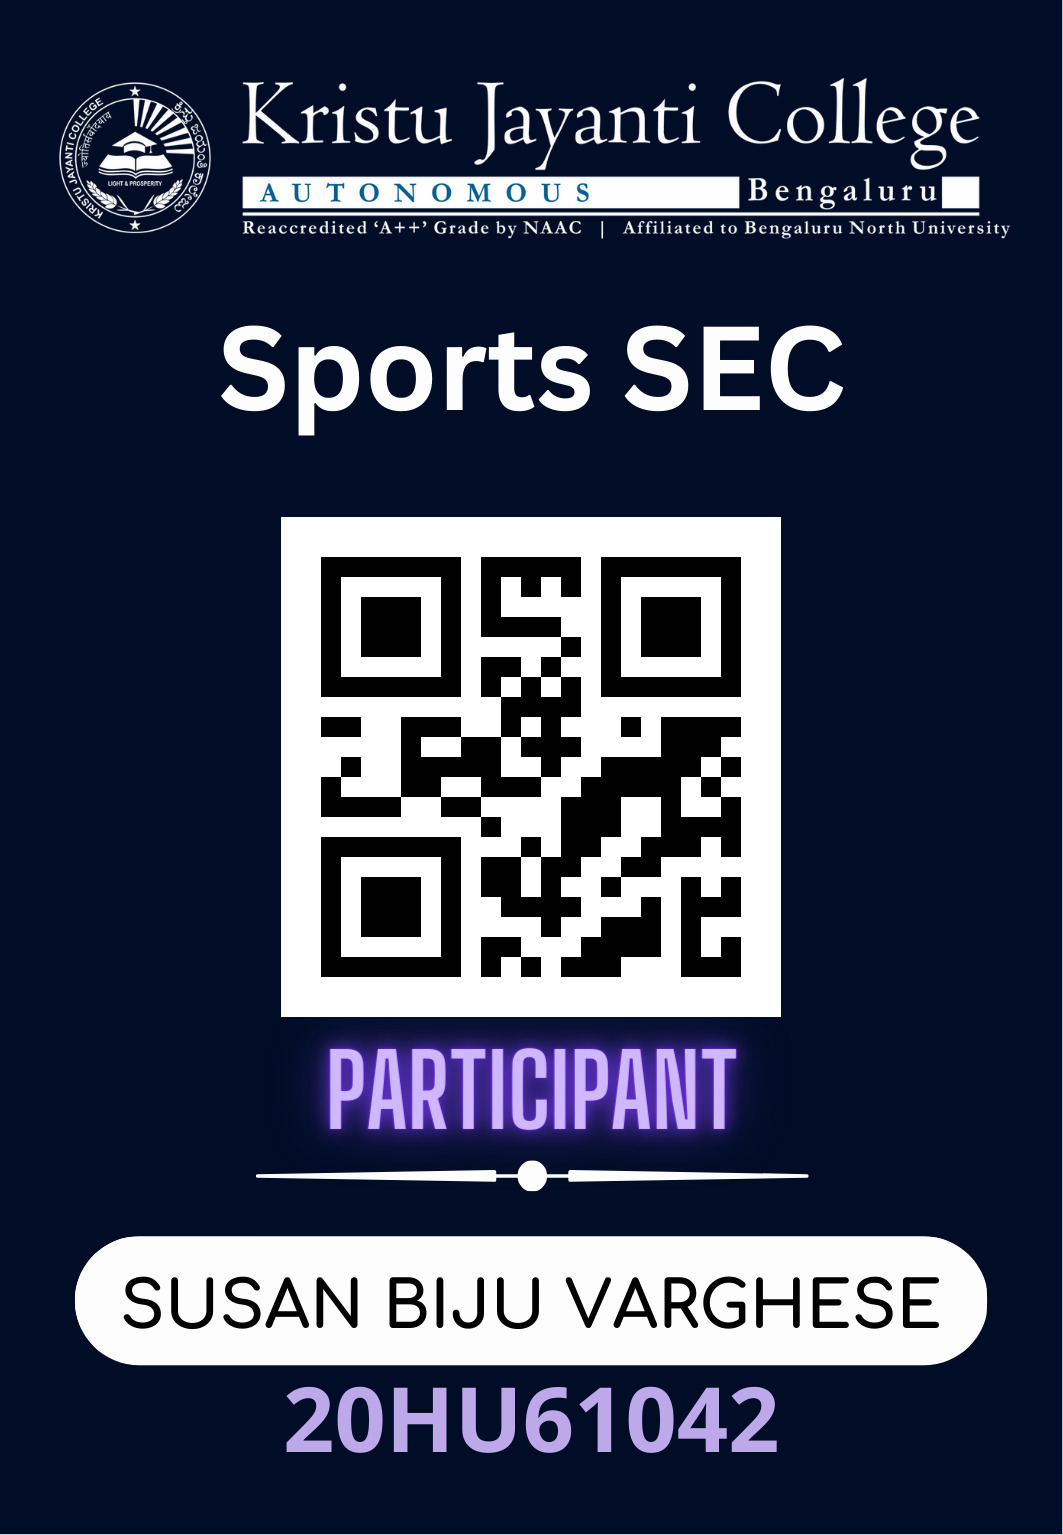 KRISTU JAYANTI COLLEGE
ಕ್ರಿಸ್ತು ಜಯಂತಿ ಕಾಲೇಜು
LIGHT & PROSPERITY
Kristu Jayanti College
AUTONOMOUS Bengaluru
Reaccredited ‘A++’ Grade by NAAC | Affiliated to Bengaluru North University
Sports SEC
PARTICIPANT
SUSAN BIJU VARGHESE
20HU61042